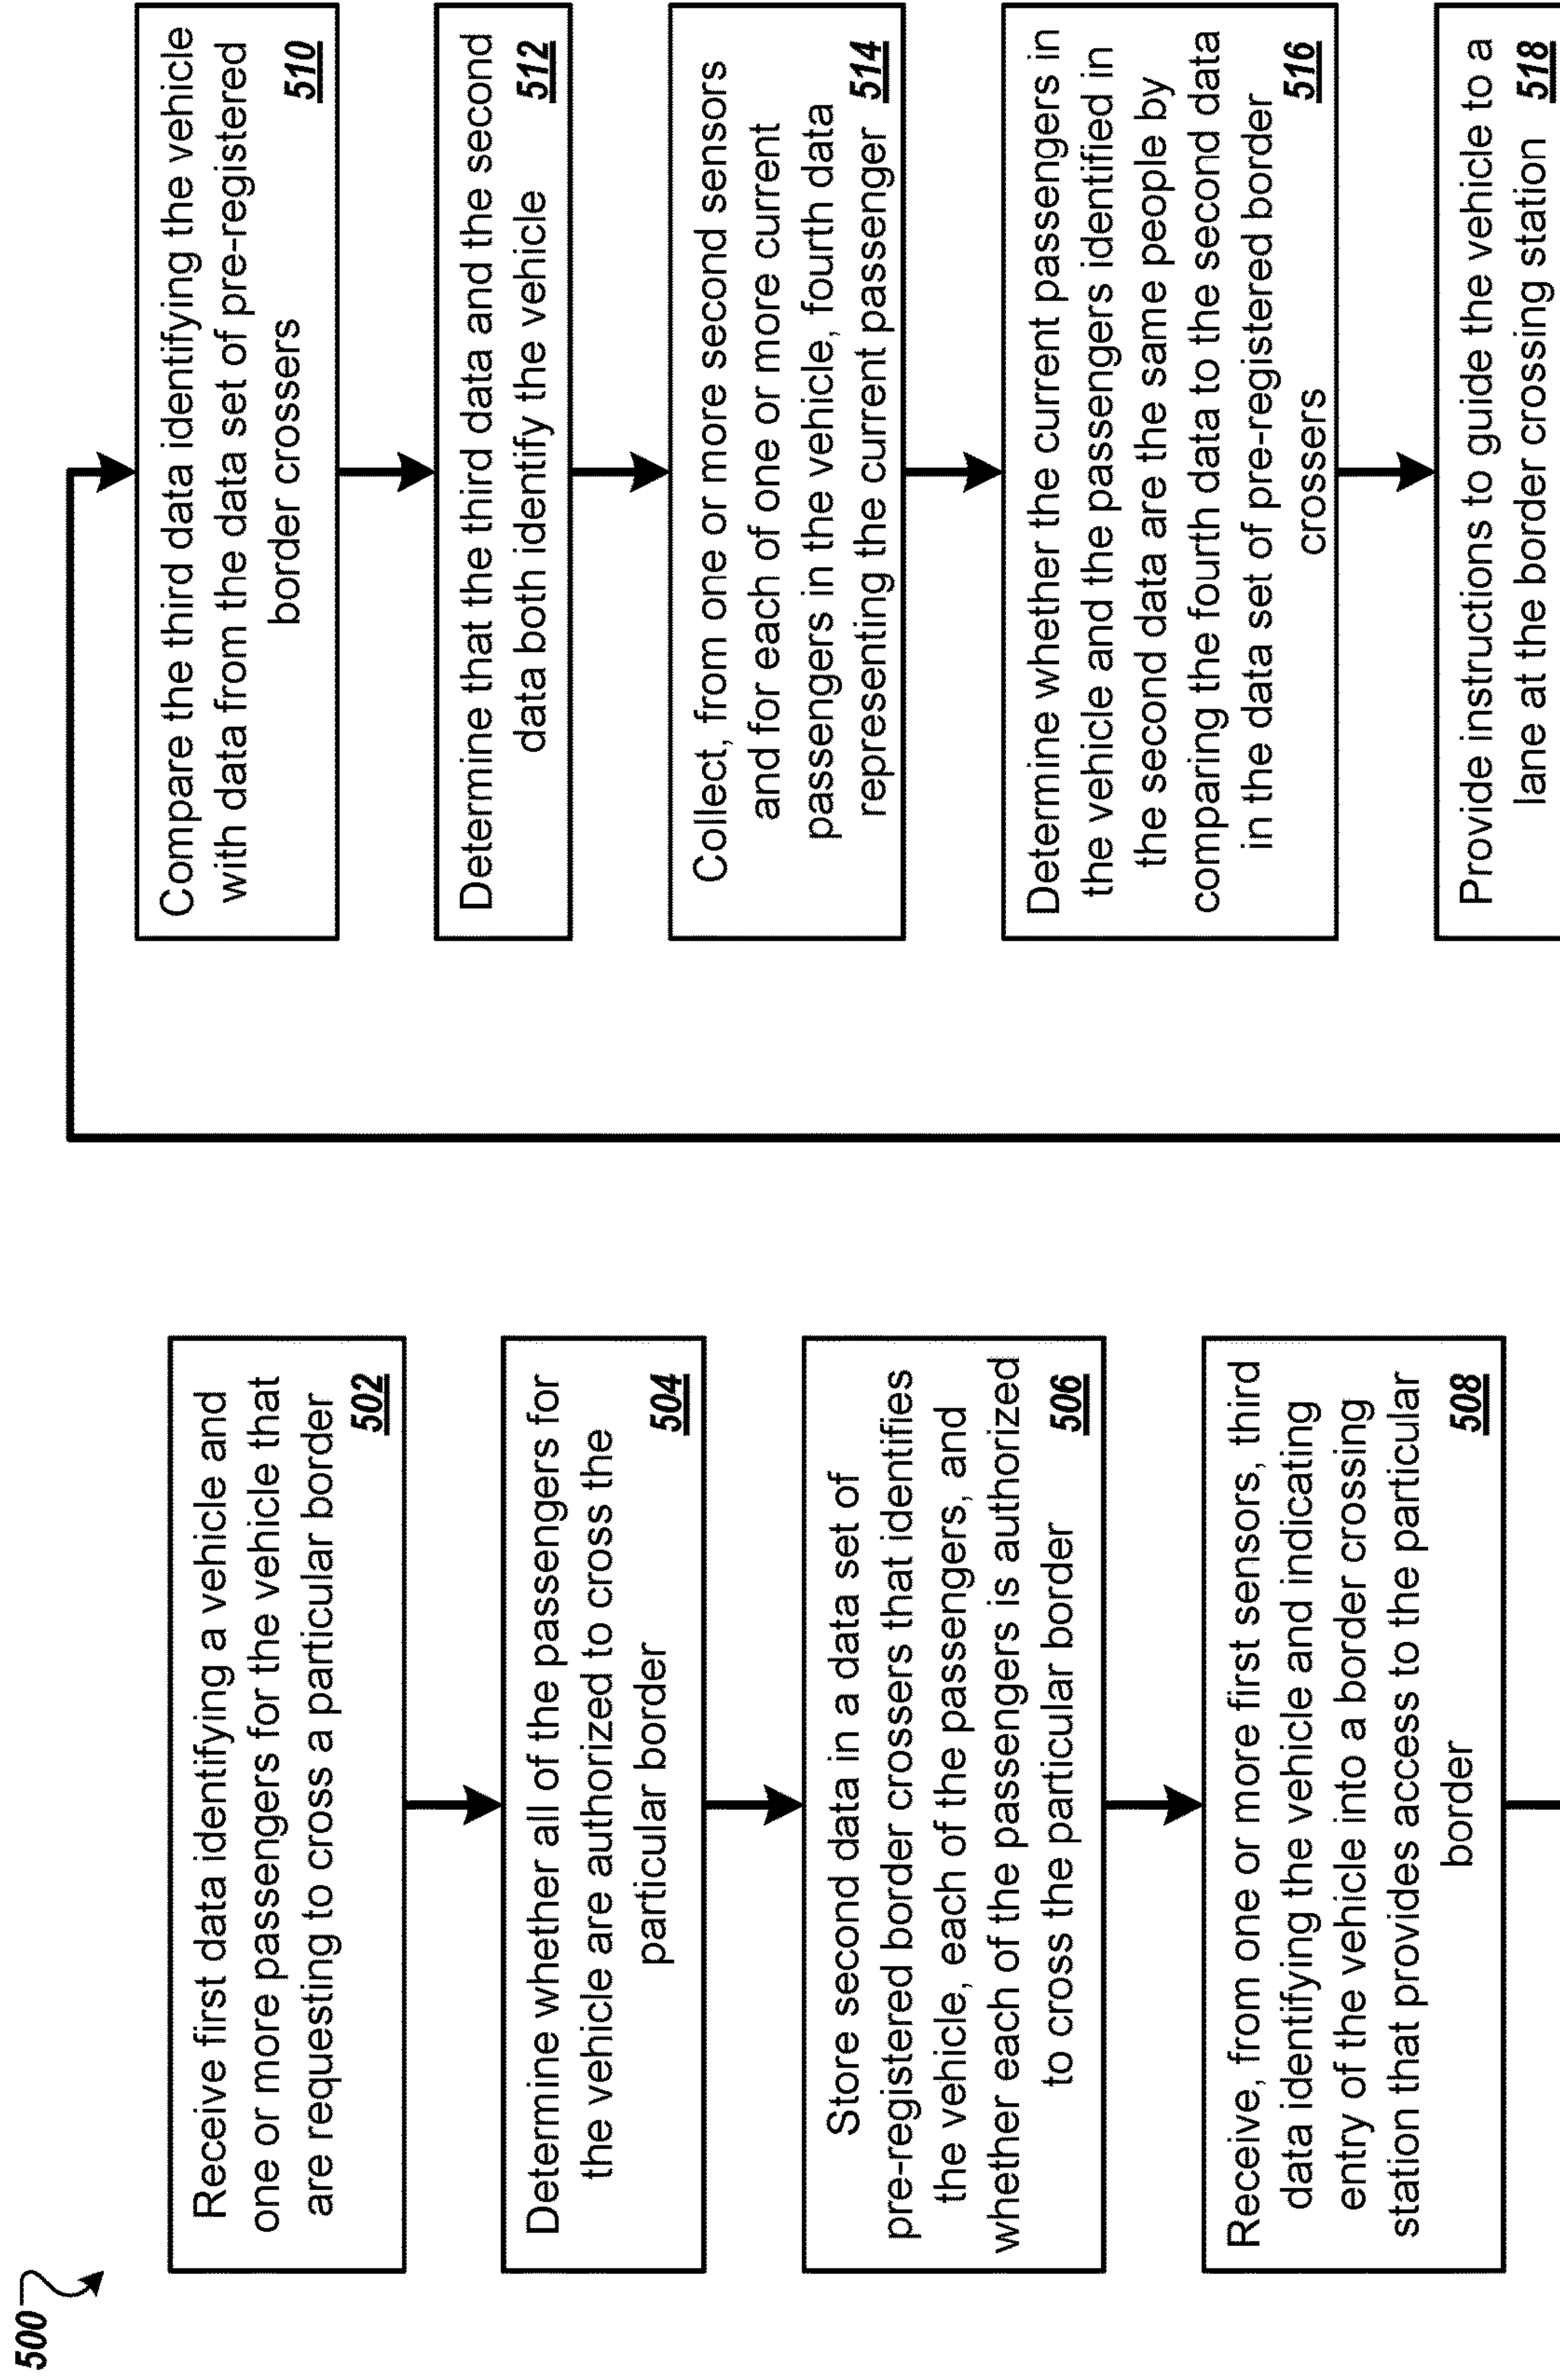 500
Receive first data identifying a vehicle and
one or more passengers for the vehicle that
are requesting to cross a particular border
502
Determine whether all of the passengers for
the vehicle are authorized to cross the
particular border
504
Store second data in a data set of
pre-registered border crossers that identifies
the vehicle, each of the passengers, and
whether each of the passengers is authorized
to cross the particular border
506
Receive, from one or more first sensors, third
data identifying the vehicle and indicating
entry of the vehicle into a border crossing
station that provides access to the particular
border
508
Compare the third data identifying the vehicle
with data from the data set of pre-registered
border crossers
510
Determine that the third data and the second
data both identify the vehicle
512
Collect, from one or more second sensors
and for each of one or more current
passengers in the vehicle, fourth data
representing the current passenger
514
Determine whether the current passengers in
the vehicle and the passengers identified in
the second data are the same people by
comparing the fourth data to the second data
in the data set of pre-registered border
crossers
516
Provide instructions to guide the vehicle to a
lane at the border crossing station
518